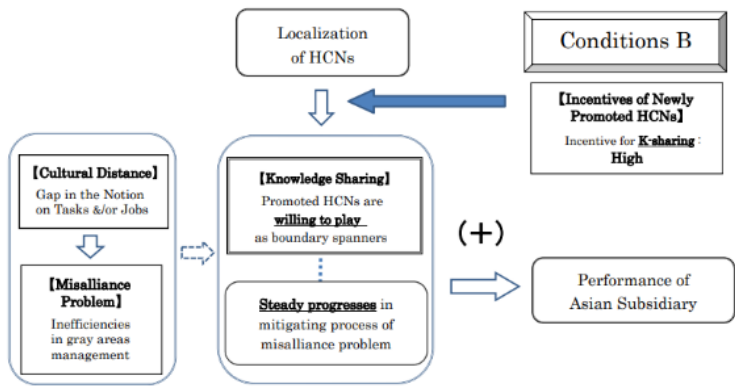 Localization
of HCNs
Conditions B
【Incentives of Newly
Promoted HCNs】
Incentive for K-sharing :
High
【Cultural Distance】
Gap in the Notion
on Tasks &/or Jobs
【Misalliance
Problem】
Inefficiencies
in gray areas
management
【Knowledge Sharing】
Promoted HCNs are
willing to play
as boundary spanners
Steady progresses in
mitigating process of
misalliance problem
(+)
Performance of
Asian Subsidiary